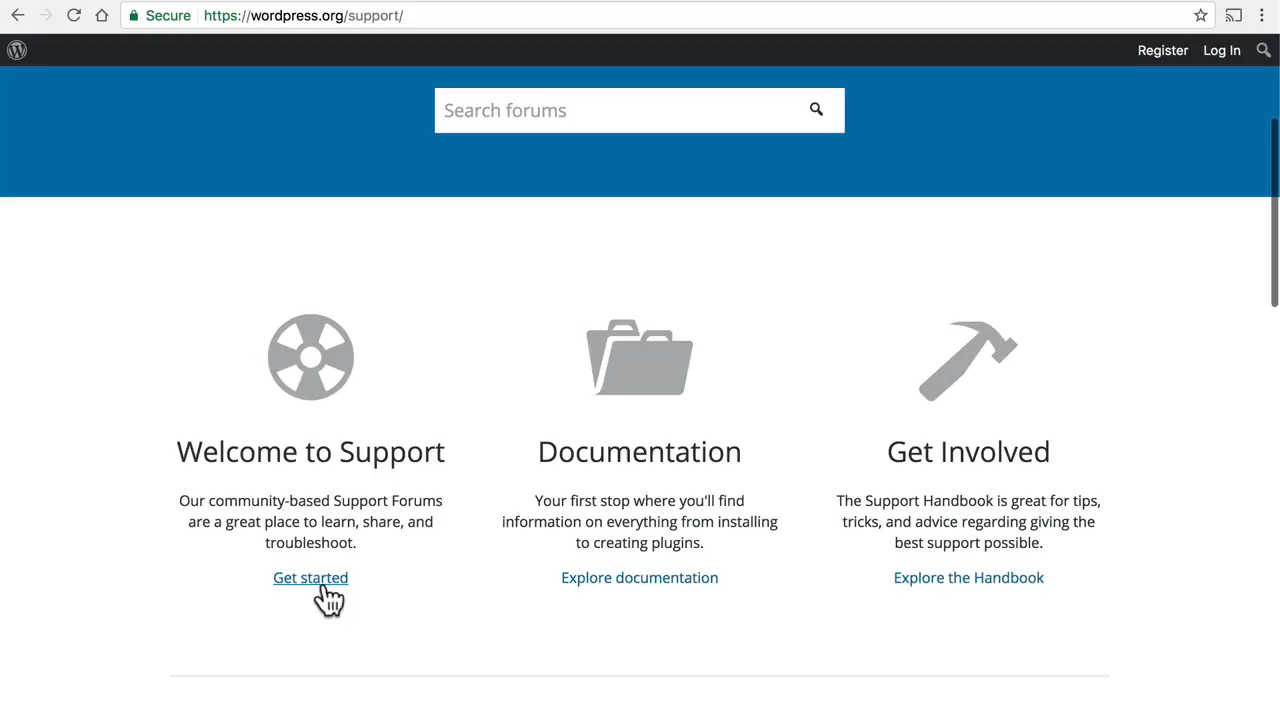 Secure https://wordpress.org/support/
Register Log In
Search forums
Welcome to Support
Our community-based Support Forums
are a great place to learn, share, and
troubleshoot.
Get started
Documentation
Your first stop where you'll find
information on everything from installing
to creating plugins.
Explore documentation
Get Involved
The Support Handbook is great for tips,
tricks, and advice regarding giving the
best support possible.
Explore the Handbook